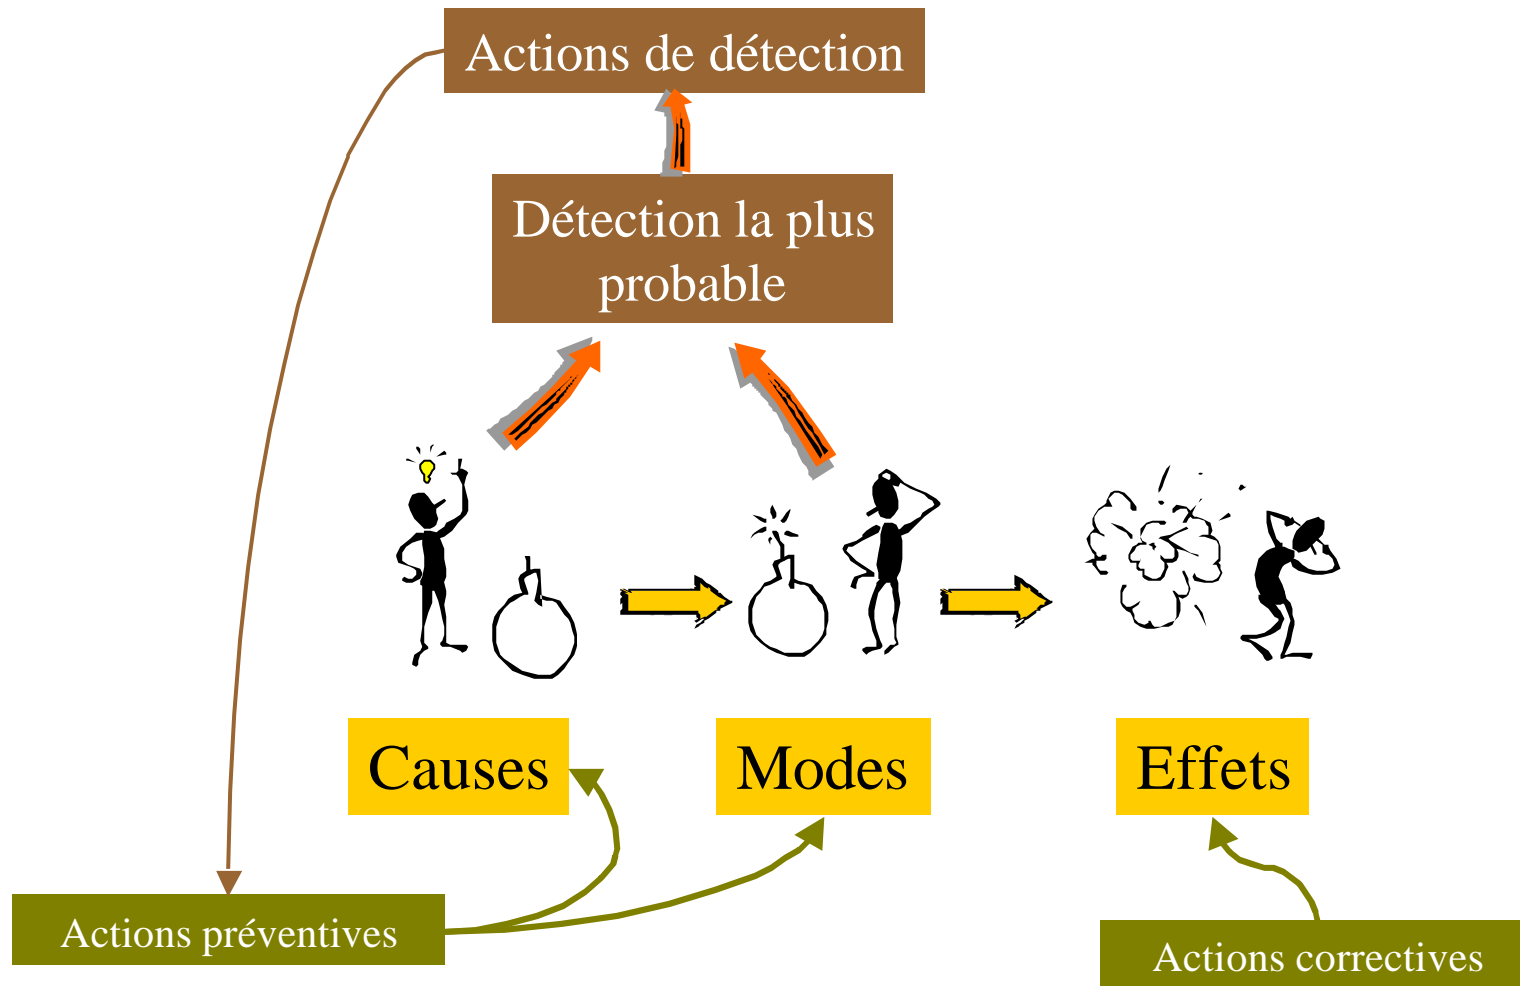 Actions de détection
Détection la plus
probable
Causes
Modes
Effets
Actions préventives
Actions correctives